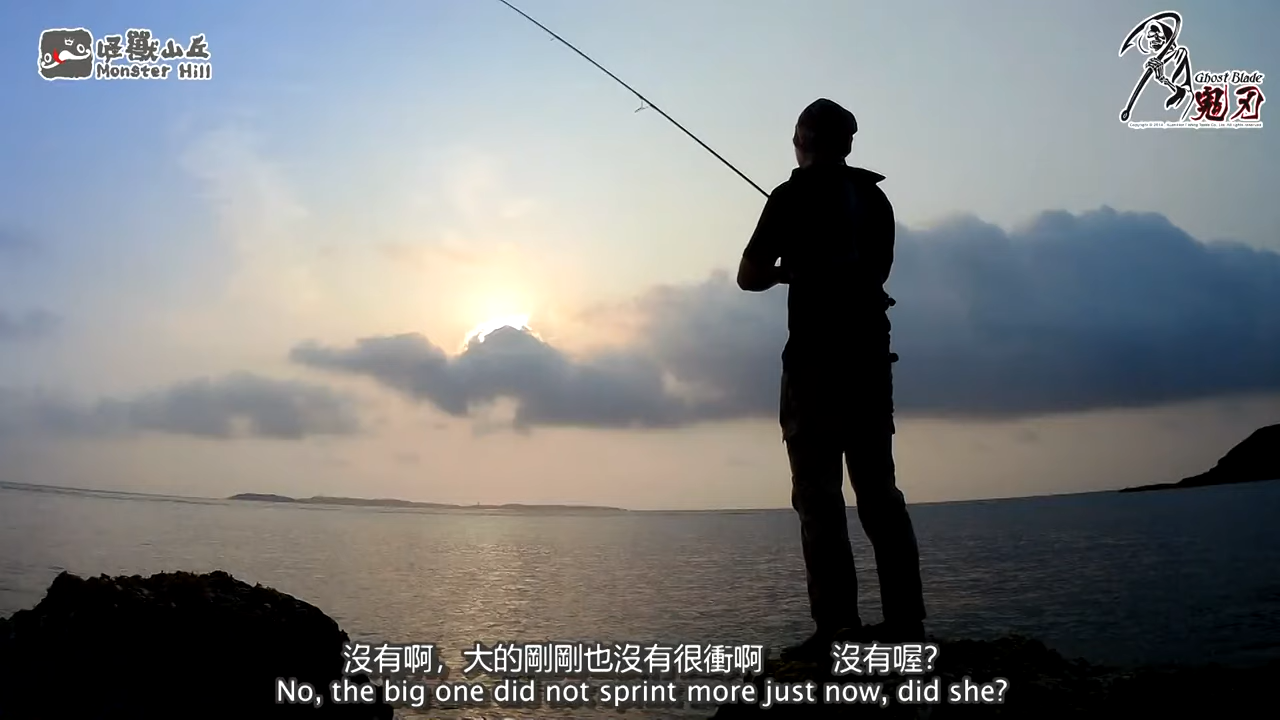 怪獸山丘
Monster Hill
Ghost Blade
鬼刃
沒有啊，大的剛剛也沒有很衝啊 沒有喔?
No, the big one did not sprint more just now, did she?